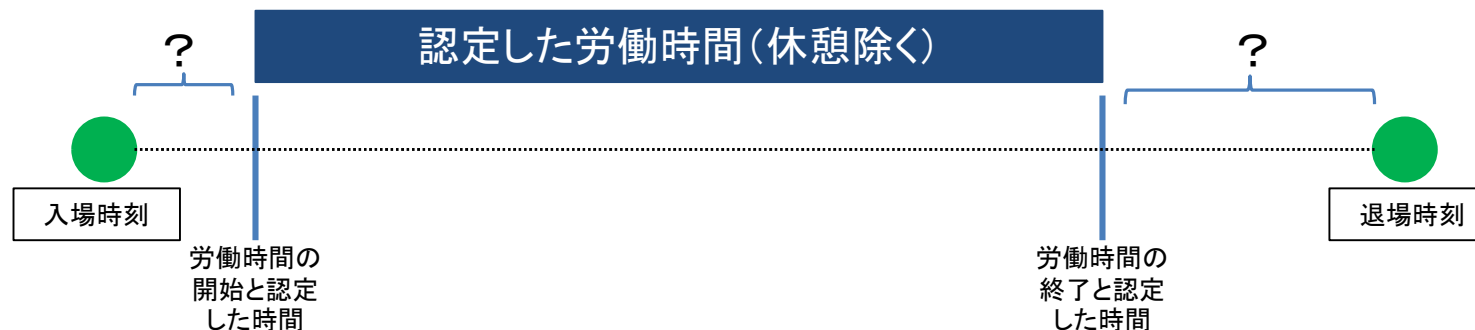 認定した労働時間（休憩除く）
？
？
入場時刻
退場時刻
労働時間の
開始と認定
した時間
労働時間の
終了と認定
した時間